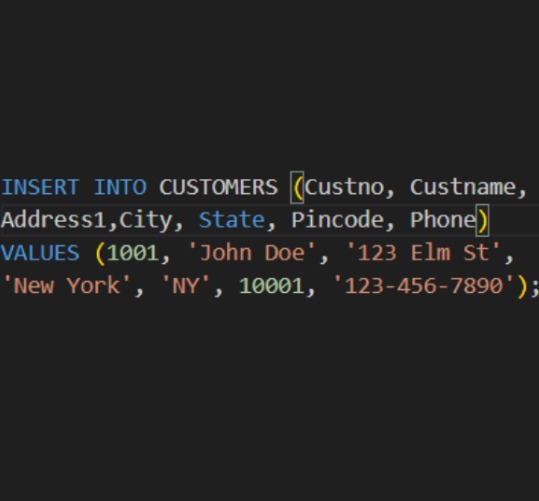 INSERT INTO CUSTOMERS (Custno, Custname,
Address1,City, State, Pincode, Phone)
VALUES (1001, 'John Doe', '123 Elm St',
'New York', 'NY', 10001, '123-456-7890');